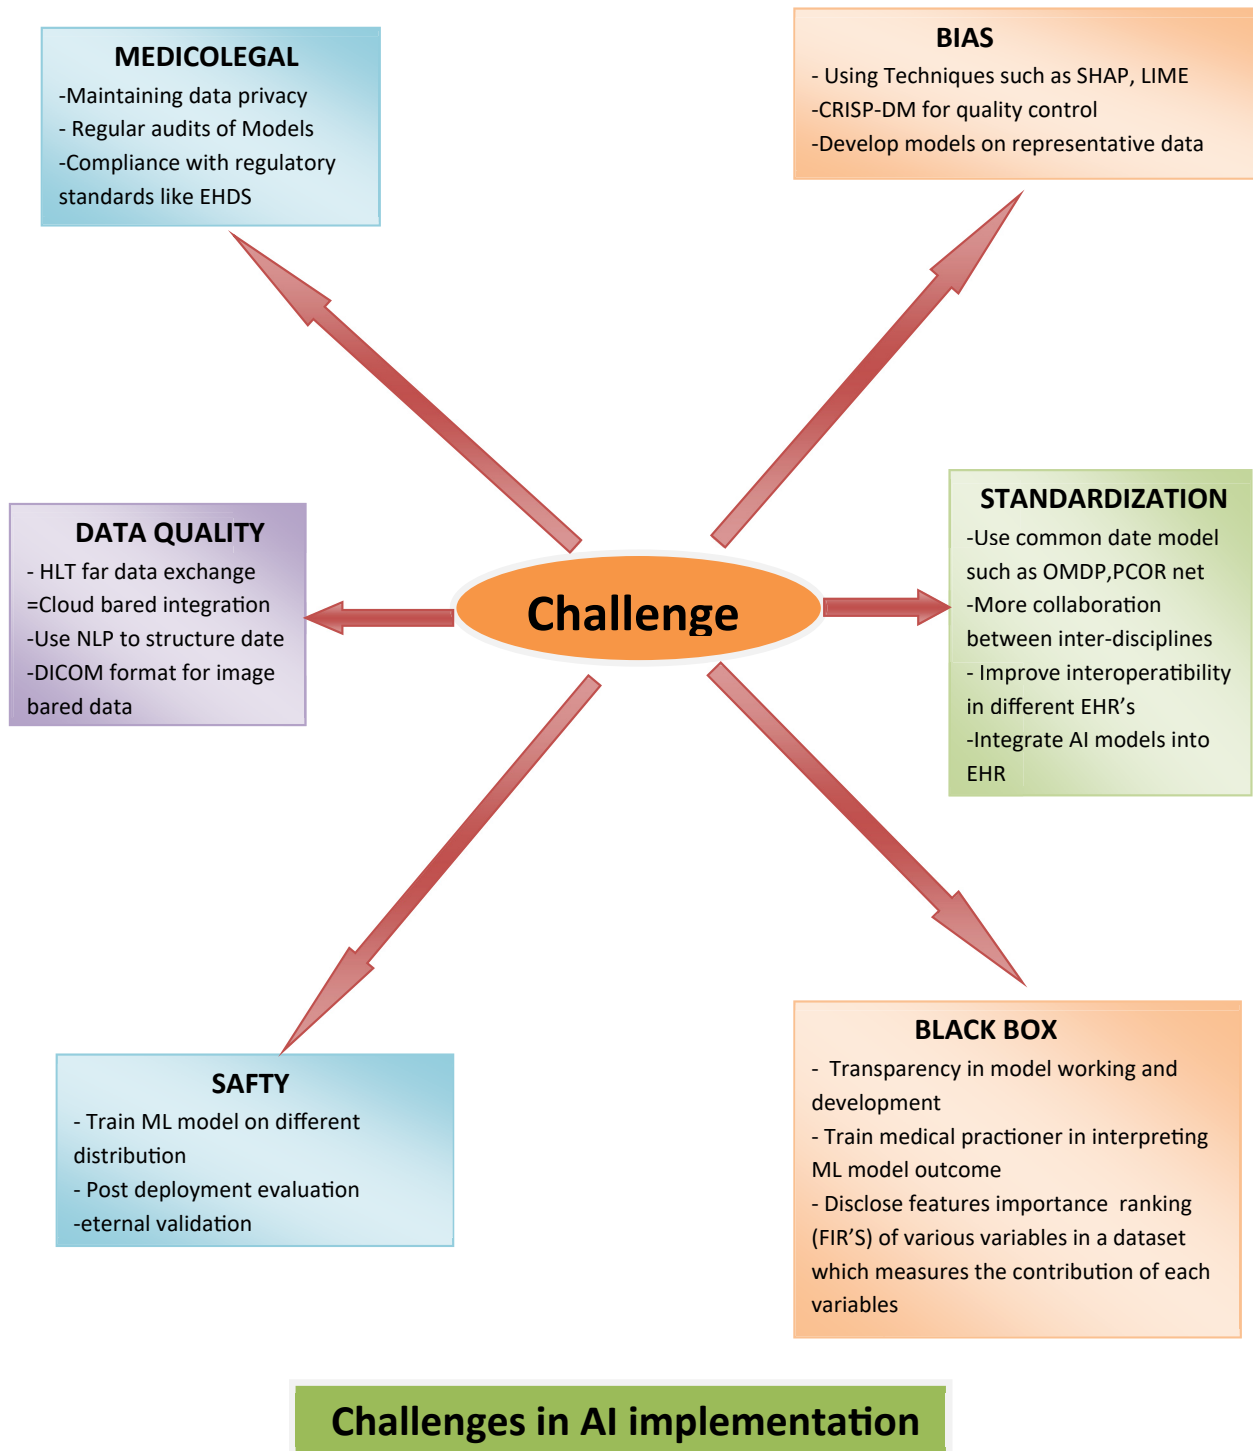 MEDICOLEGAL
-Maintaining data privacy
- Regular audits of Models
-Compliance with regulatory
standards like EHDS
BIAS
- Using Techniques such as SHAP, LIME
-CRISP-DM for quality control
-Develop models on representative data
DATA QUALITY
- HLT far data exchange
=Cloud bared integration
-Use NLP to structure date
-DICOM format for image
bared data
Challenge
STANDARDIZATION
-Use common date model
such as OMDP,PCOR net
-More collaboration
between inter-disciplines
- Improve interoperatibility
in different EHR’s
-Integrate AI models into
EHR
SAFTY
- Train ML model on different
distribution
- Post deployment evaluation
-eternal validation
BLACK BOX
- Transparency in model working and
development
- Train medical practioner in interpreting
ML model outcome
- Disclose features importance ranking
(FIR’S) of various variables in a dataset
which measures the contribution of each
variables
Challenges in AI implementation